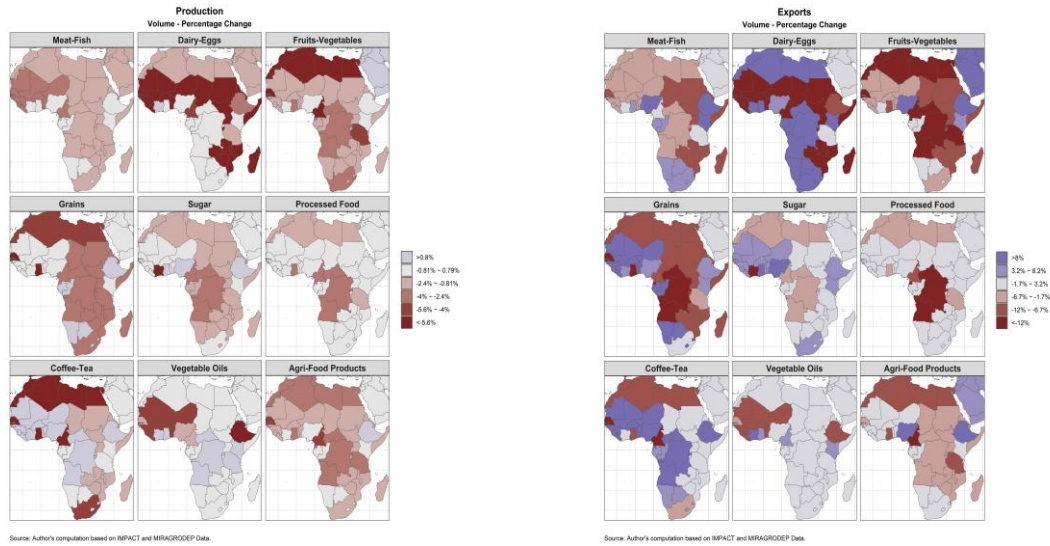 Production
Volume - Percentage Change
Meat-Fish
Dairy-Eggs
Fruits-Vegetables
Grains
Sugar
Processed Food
Coffee-Tea
Vegetable Oils
Agri-Food Products
>0.8%
-0.81% ~ 0.79%
-2.4% ~ -0.81%
-4% ~ -2.4%
-5.6% ~ -4%
<-5.6%
Source: Author's computation based on IMPACT and MIRAGRODEP Data.
Exports
Volume - Percentage Change
Meat-Fish
Dairy-Eggs
Fruits-Vegetables
Grains
Sugar
Processed Food
Coffee-Tea
Vegetable Oils
Agri-Food Products
>8%
3.2% ~ 8.2%
-1.7% ~ 3.2%
-6.7% ~ -1.7%
-12% ~ -6.7%
<-12%
Source: Author's computation based on IMPACT and MIRAGRODEP Data.